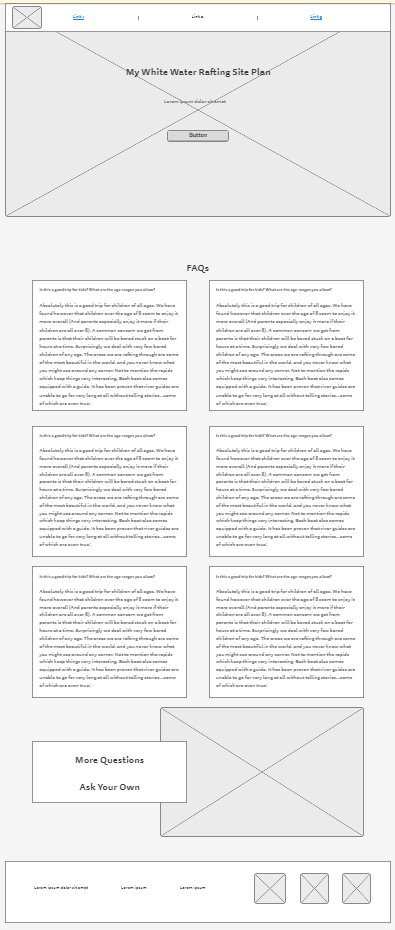 Links
Links
Links
My White Water Rafting Site Plan
Lorem ipsum dolor sit amet
Button
FAQs
Is this a good trip for kids? What are the age ranges you allow?
Absolutely this is a good trip for children of all ages. We have
found however that children over the age of 8 seem to enjoy it
more overall (And parents especially enjoy it more if their
children are all over 8). A common concern we get from
parents is that their children will be bored stuck on a boat for
hours at a time. Surprisingly we deal with very few bored
children of any age. The areas we are rafting through are some
of the most beautiful in the world, and you never know what
you might see around any corner. Not to mention the rapids
which keep things very interesting. Each boat also comes
equipped with a guide. It has been proven that river guides are
unable to go for very long at all without telling stories...some
of which are even true!
Is this a good trip for kids? What are the age ranges you allow?
Absolutely this is a good trip for children of all ages. We have
found however that children over the age of 8 seem to enjoy it
more overall (And parents especially enjoy it more if their
children are all over 8). A common concern we get from
parents is that their children will be bored stuck on a boat for
hours at a time. Surprisingly we deal with very few bored
children of any age. The areas we are rafting through are some
of the most beautiful in the world, and you never know what
you might see around any corner. Not to mention the rapids
which keep things very interesting. Each boat also comes
equipped with a guide. It has been proven that river guides are
unable to go for very long at all without telling stories...some
of which are even true!
Is this a good trip for kids? What are the age ranges you allow?
Absolutely this is a good trip for children of all ages. We have
found however that children over the age of 8 seem to enjoy it
more overall (And parents especially enjoy it more if their
children are all over 8). A common concern we get from
parents is that their children will be bored stuck on a boat for
hours at a time. Surprisingly we deal with very few bored
children of any age. The areas we are rafting through are some
of the most beautiful in the world, and you never know what
you might see around any corner. Not to mention the rapids
which keep things very interesting. Each boat also comes
equipped with a guide. It has been proven that river guides are
unable to go for very long at all without telling stories...some
of which are even true!
Is this a good trip for kids? What are the age ranges you allow?
Absolutely this is a good trip for children of all ages. We have
found however that children over the age of 8 seem to enjoy it
more overall (And parents especially enjoy it more if their
children are all over 8). A common concern we get from
parents is that their children will be bored stuck on a boat for
hours at a time. Surprisingly we deal with very few bored
children of any age. The areas we are rafting through are some
of the most beautiful in the world, and you never know what
you might see around any corner. Not to mention the rapids
which keep things very interesting. Each boat also comes
equipped with a guide. It has been proven that river guides are
unable to go for very long at all without telling stories...some
of which are even true!
Is this a good trip for kids? What are the age ranges you allow?
Absolutely this is a good trip for children of all ages. We have
found however that children over the age of 8 seem to enjoy it
more overall (And parents especially enjoy it more if their
children are all over 8). A common concern we get from
parents is that their children will be bored stuck on a boat for
hours at a time. Surprisingly we deal with very few bored
children of any age. The areas we are rafting through are some
of the most beautiful in the world, and you never know what
you might see around any corner. Not to mention the rapids
which keep things very interesting. Each boat also comes
equipped with a guide. It has been proven that river guides are
unable to go for very long at all without telling stories...some
of which are even true!
Is this a good trip for kids? What are the age ranges you allow?
Absolutely this is a good trip for children of all ages. We have
found however that children over the age of 8 seem to enjoy it
more overall (And parents especially enjoy it more if their
children are all over 8). A common concern we get from
parents is that their children will be bored stuck on a boat for
hours at a time. Surprisingly we deal with very few bored
children of any age. The areas we are rafting through are some
of the most beautiful in the world, and you never know what
you might see around any corner. Not to mention the rapids
which keep things very interesting. Each boat also comes
equipped with a guide. It has been proven that river guides are
unable to go for very long at all without telling stories...some
of which are even true!
More Questions
Ask Your Own
Lorem ipsum dolor sit amet
Lorem ipsum
Lorem ipsum